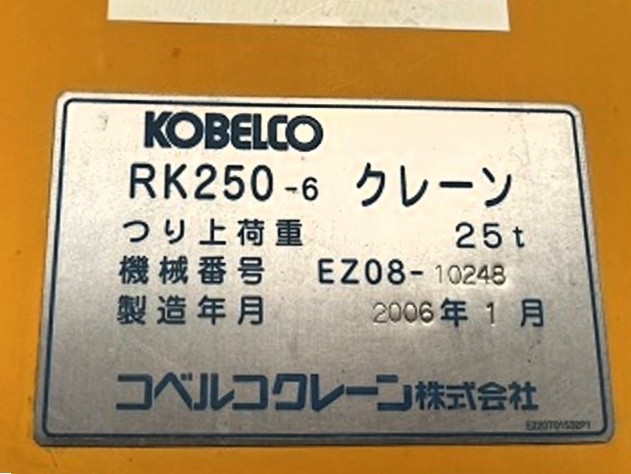 KOBELCO
RK250-6 クレーン
つり上荷重 25t
機械番号 EZ08-10248
製造年月 2006年1月
コベルコクレーン株式会社